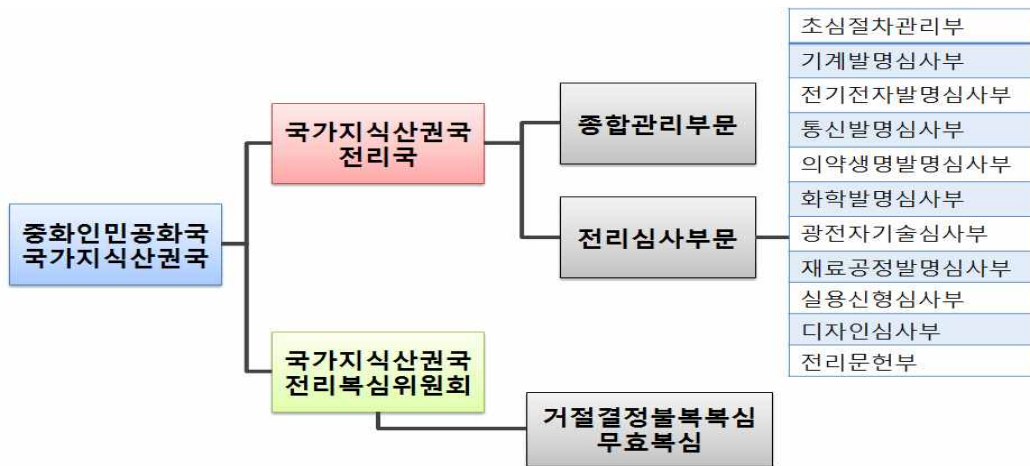 중화인민공화국
국가지식산권국
국가지식산권국
전리국
종합관리부문
전리심사부문
초심절차관리부
기계발명심사부
전기전자발명심사부
통신발명심사부
의약생명발명심사부
화학발명심사부
광전자기술심사부
재료공정발명심사부
실용신형심사부
디자인심사부
전리문헌부
국가지식산권국
전리복심위원회
거절결정불복복심
무효복심